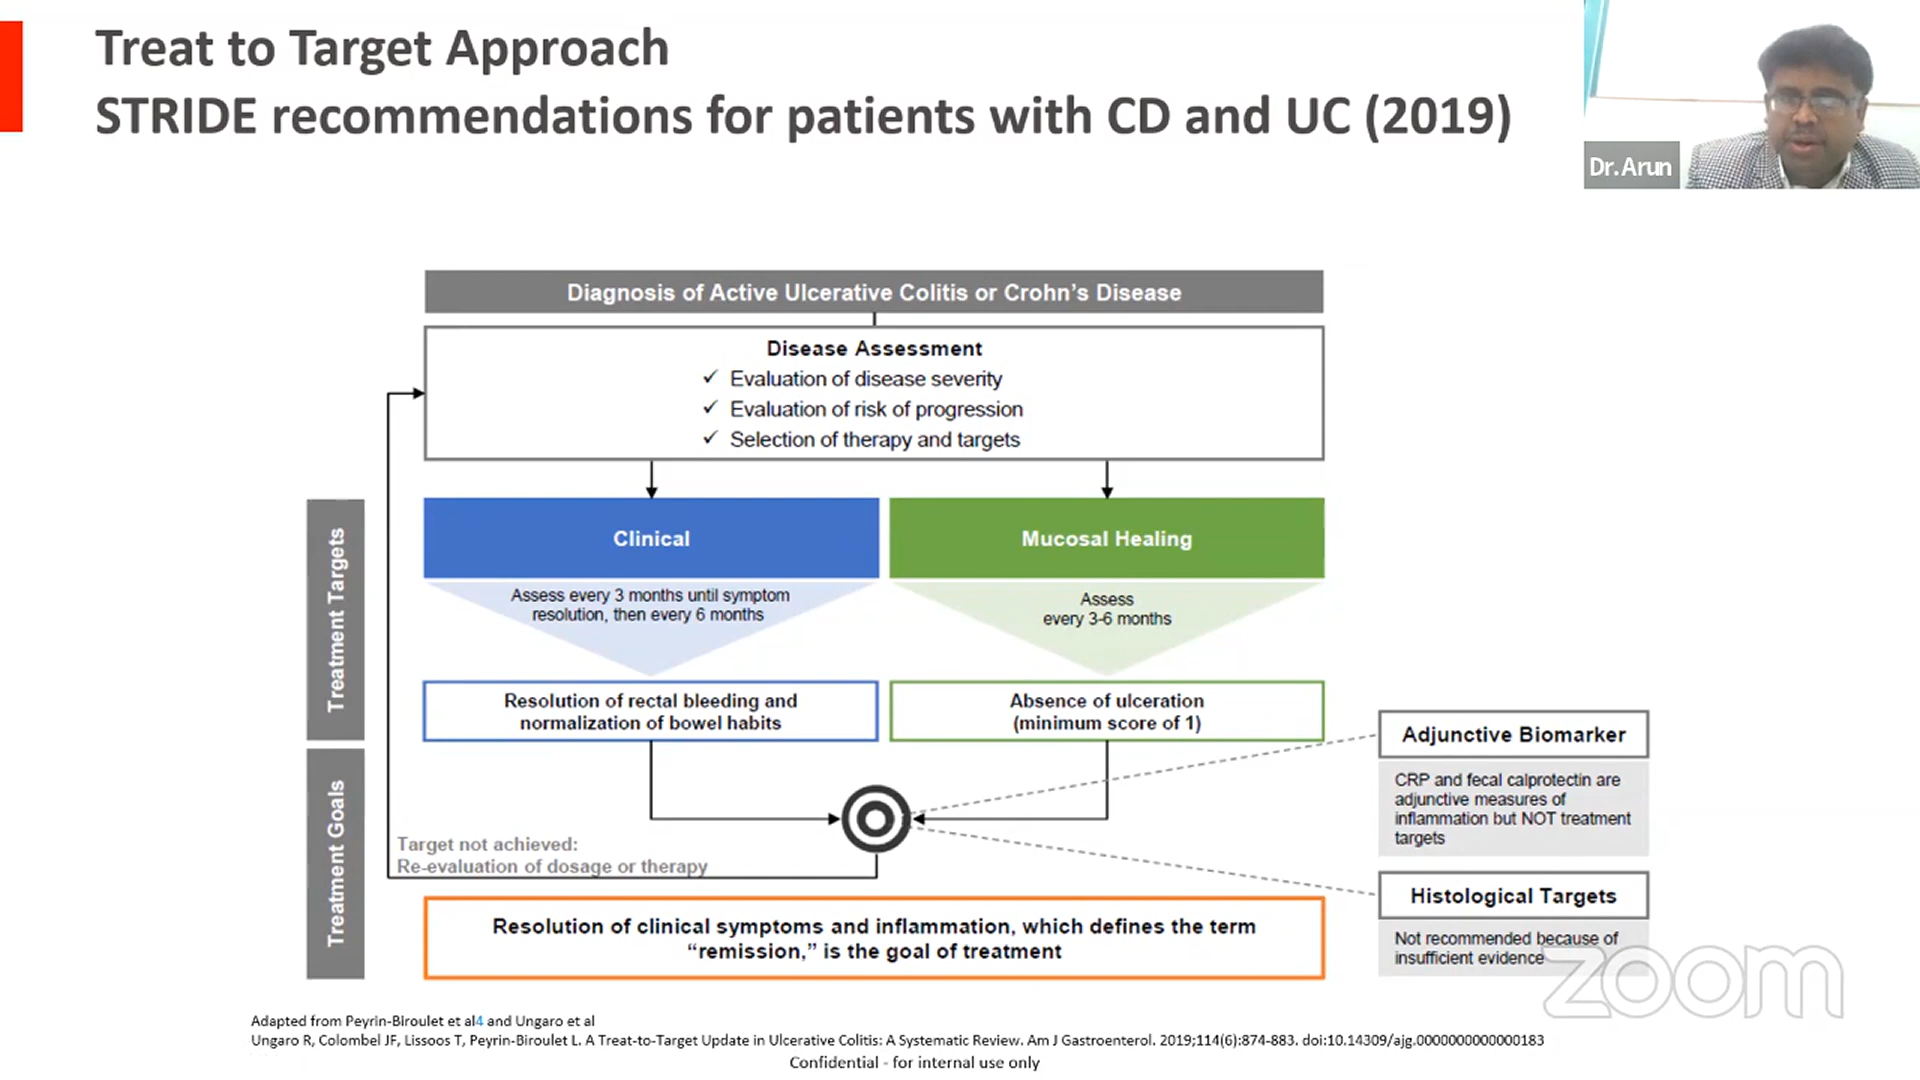 Treat to Target Approach
STRIDE recommendations for patients with CD and UC (2019)
Dr.Arun
Diagnosis of Active Ulcerative Colitis or Crohn's Disease
Disease Assessment
✓ Evaluation of disease severity
✓ Evaluation of risk of progression
✓ Selection of therapy and targets
Treatment Targets
Clinical
Assess every 3 months until symptom
resolution, then every 6 months
Resolution of rectal bleeding and
normalization of bowel habits
Mucosal Healing
Assess
every 3-6 months
Absence of ulceration
(minimum score of 1)
Treatment Goals
Target not achieved:
Re-evaluation of dosage or therapy
Resolution of clinical symptoms and inflammation, which defines the term
“remission,” is the goal of treatment
Adjunctive Biomarker
CRP and fecal calprotectin are
adjunctive measures of
inflammation but NOT treatment
targets
Histological Targets
Not recommended because of
insufficient evidence
zoom
Adapted from Peyrin-Biroulet et al4 and Ungaro et al
Ungaro R, Colombel JF, Lissoos T, Peyrin-Biroulet L. A Treat-to-Target Update in Ulcerative Colitis: A Systematic Review. Am J Gastroenterol. 2019;114(6):874-883. doi:10.14309/ajg.0000000000000183
Confidential - for internal use only